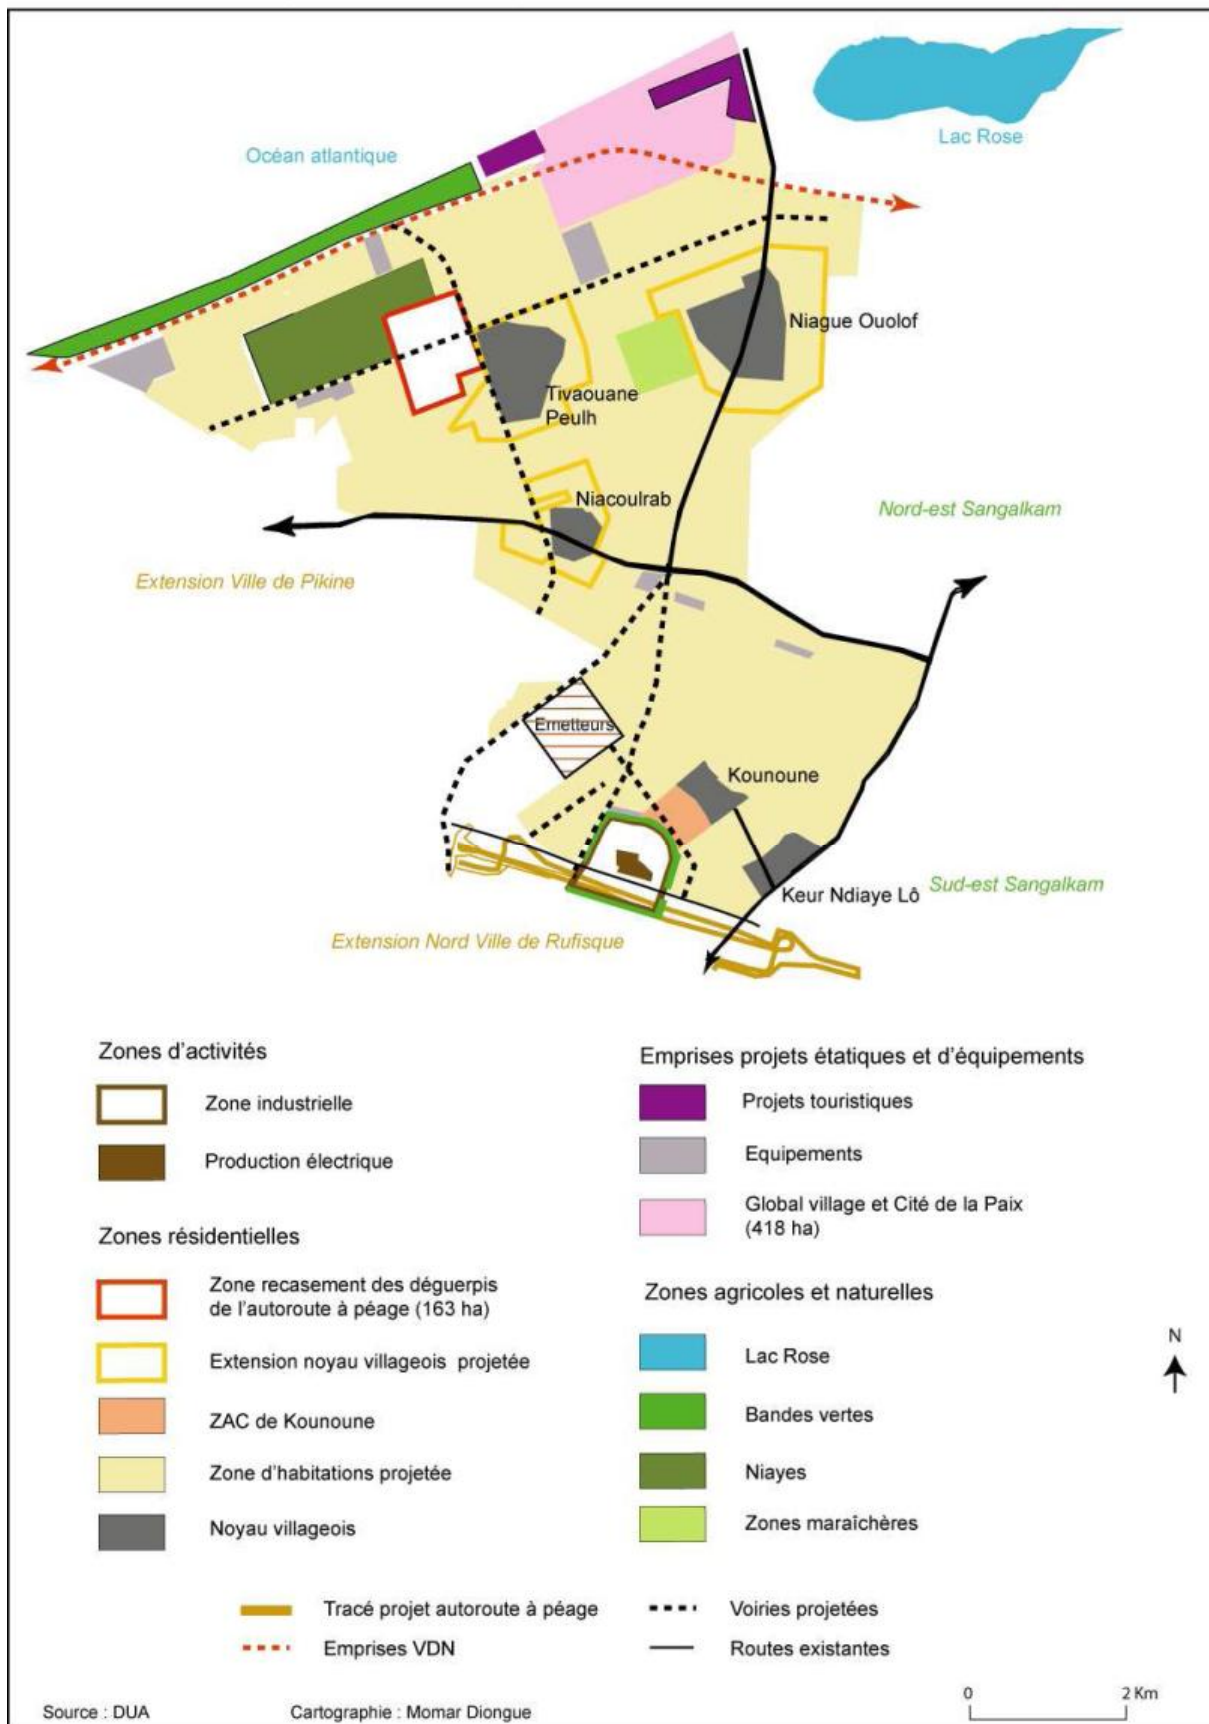 Océan atlantique
Lac Rose
Niague Ouolof
Tivaouane
Peulh
Niacoulrab
Nord-est Sangalkam
Extension Ville de Pikine
Emetteurs
Kounoune
Keur Ndiaye Lô
Sud-est Sangalkam
Extension Nord Ville de Rufisque
Zones d'activités
Zone industrielle
Production électrique
Zones résidentielles
Zone recasement des déguerpis
de l'autoroute à péage (163 ha)
Extension noyau villageois projetée
ZAC de Kounoune
Zone d'habitations projetée
Noyau villageois
Emprises projets étatiques et d'équipements
Projets touristiques
Equipements
Global village et Cité de la Paix
(418 ha)
Zones agricoles et naturelles
Lac Rose
Bandes vertes
Niayes
Zones maraîchères
N
Tracé projet autoroute à péage
Emprises VDN
Voiries projetées
Routes existantes
Source : DUA
Cartographie : Momar Diongue
0 2 Km